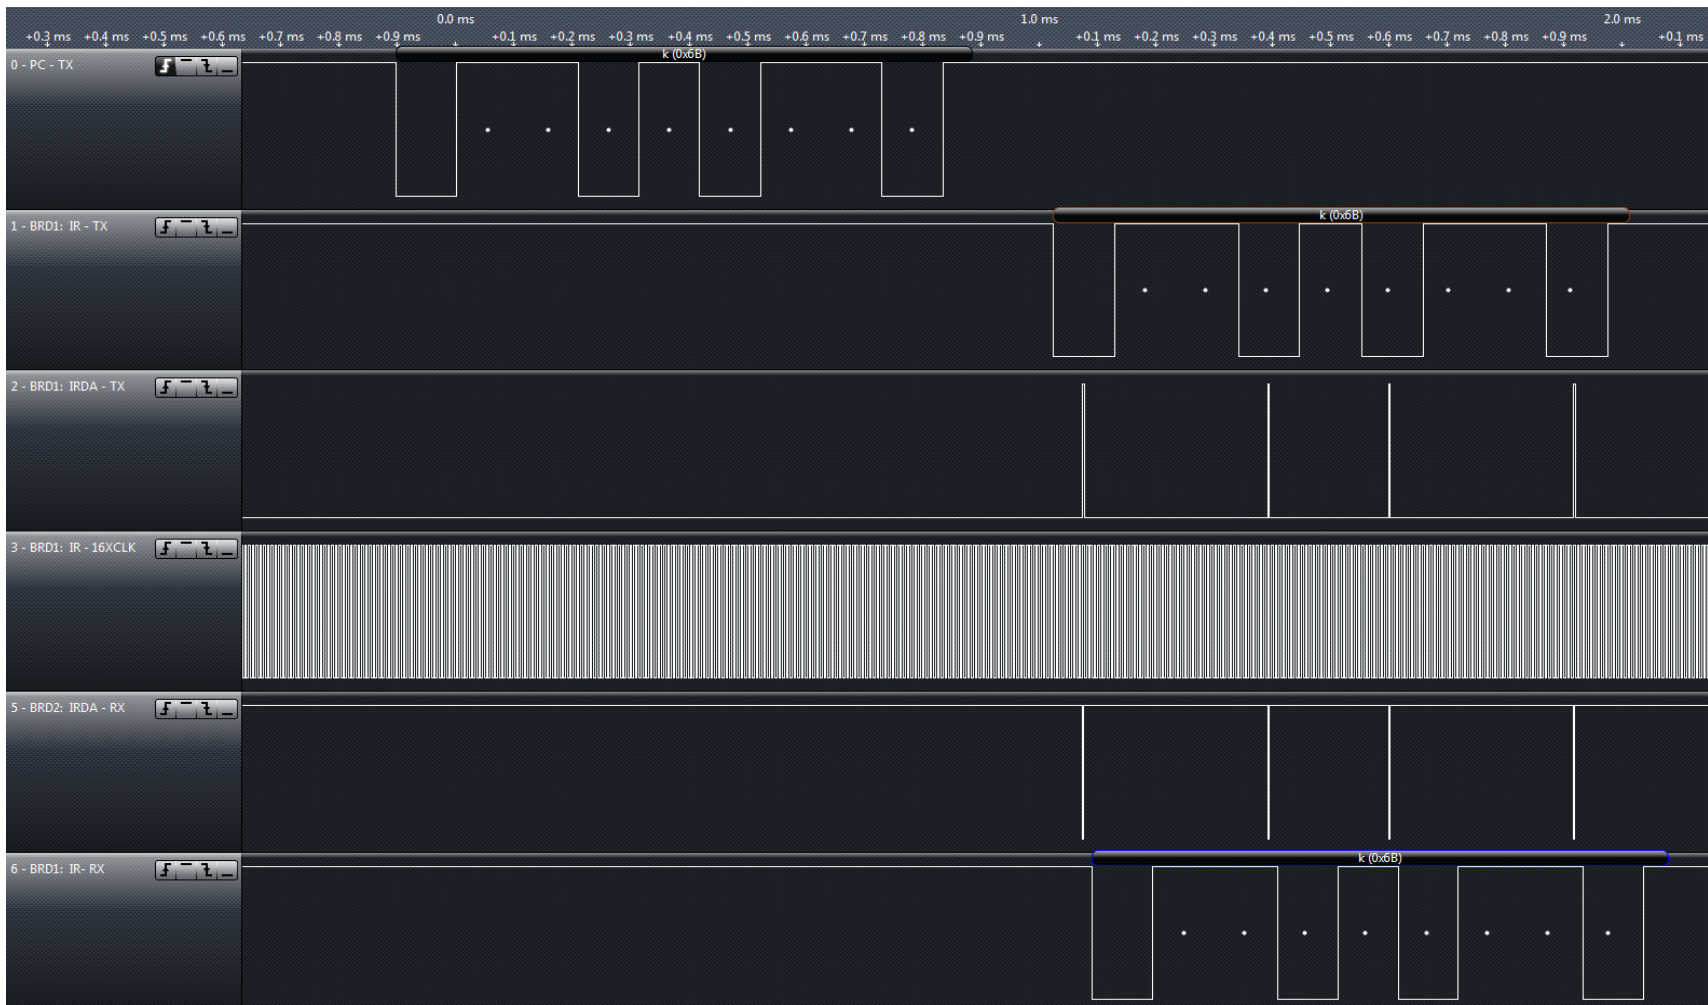 0.0 ms 1.0 ms 2.0 ms
+0.3 ms +0.4 ms +0.5 ms +0.6 ms +0.7 ms +0.8 ms +0.9 ms +0.1 ms +0.2 ms +0.3 ms +0.4 ms +0.5 ms +0.6 ms +0.7 ms +0.8 ms +0.9 ms +0.1 ms +0.2 ms +0.3 ms +0.4 ms +0.5 ms +0.6 ms +0.7 ms +0.8 ms +0.9 ms +0.1 ms
k (0x6B)
0 - PC - TX
k (0x6B)
1 - BRD1: IR - TX
2 - BRD1: IRDA - TX
3 - BRD1: IR - 16XCLK
5 - BRD2: IRDA - RX
k (0x6B)
6 - BRD1: IR- RX